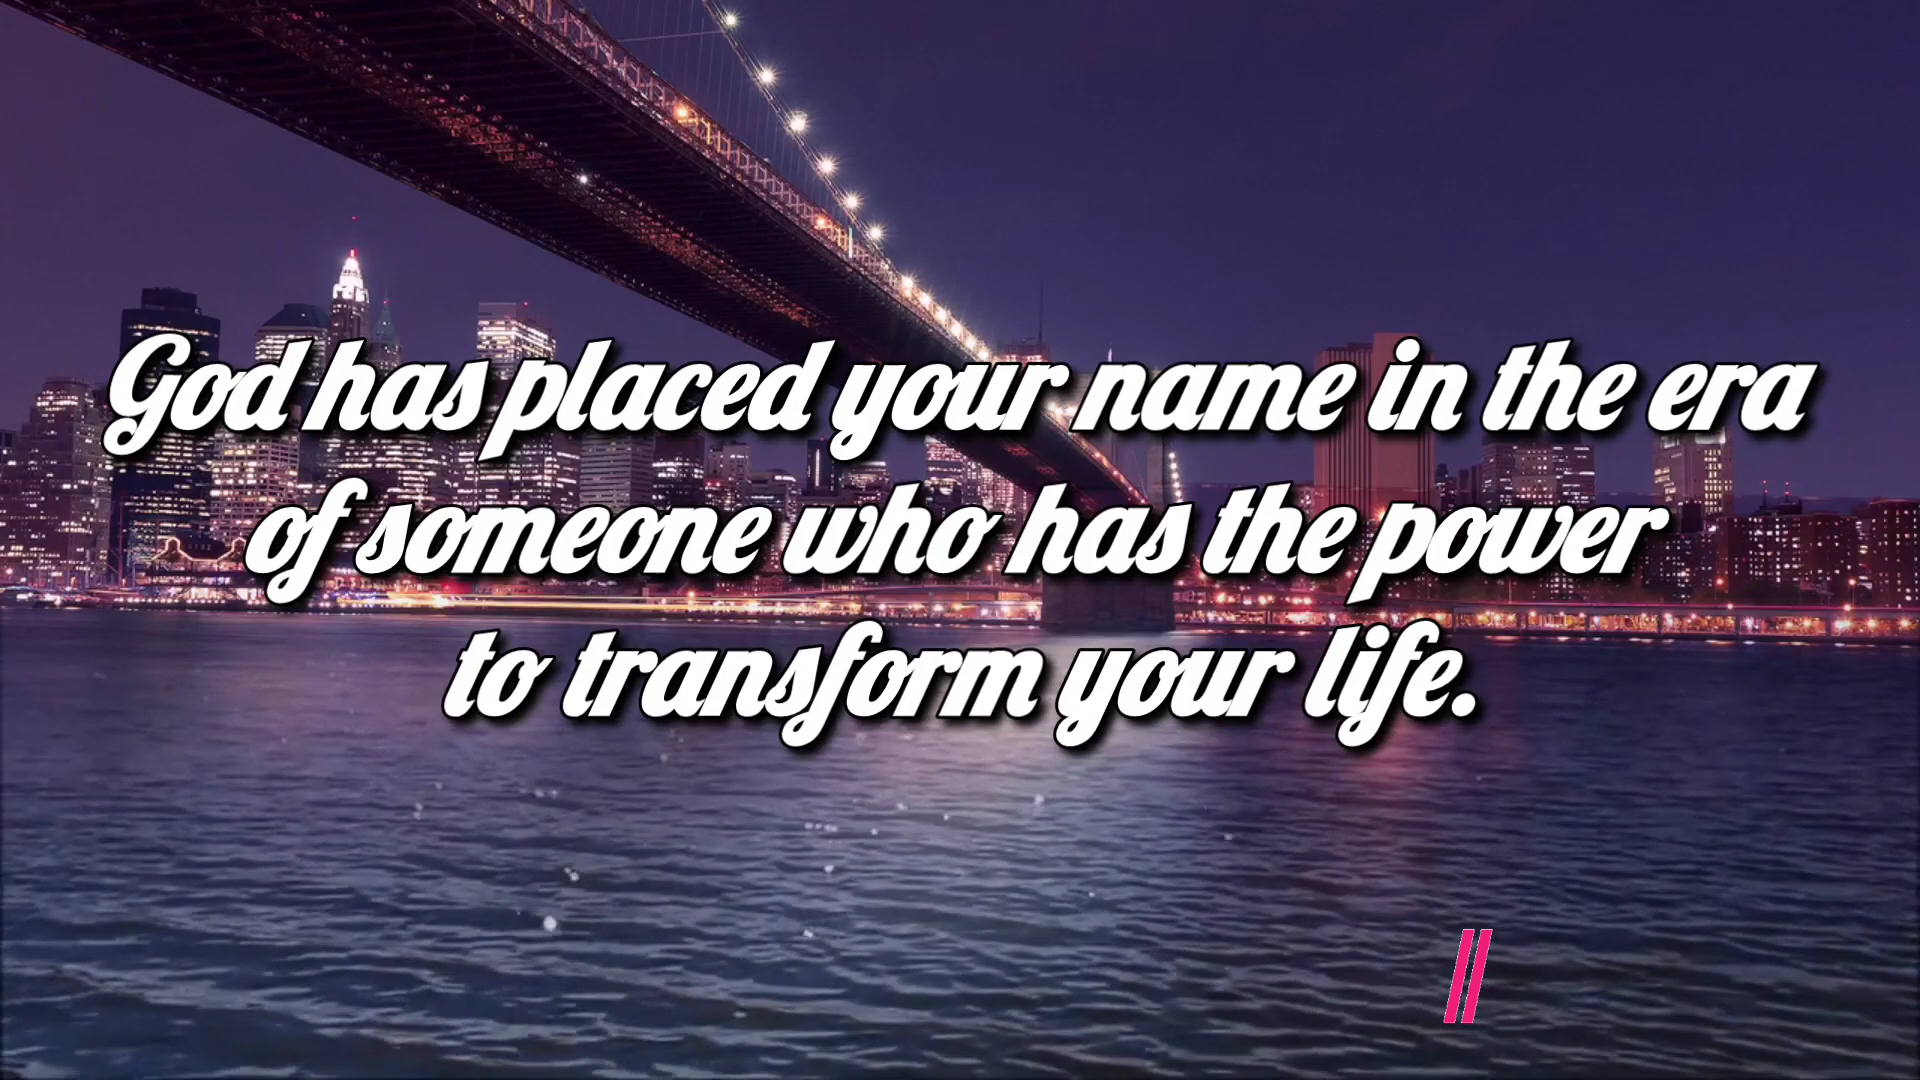 God has placed your name in the era
of someone who has the power
to transform your life.